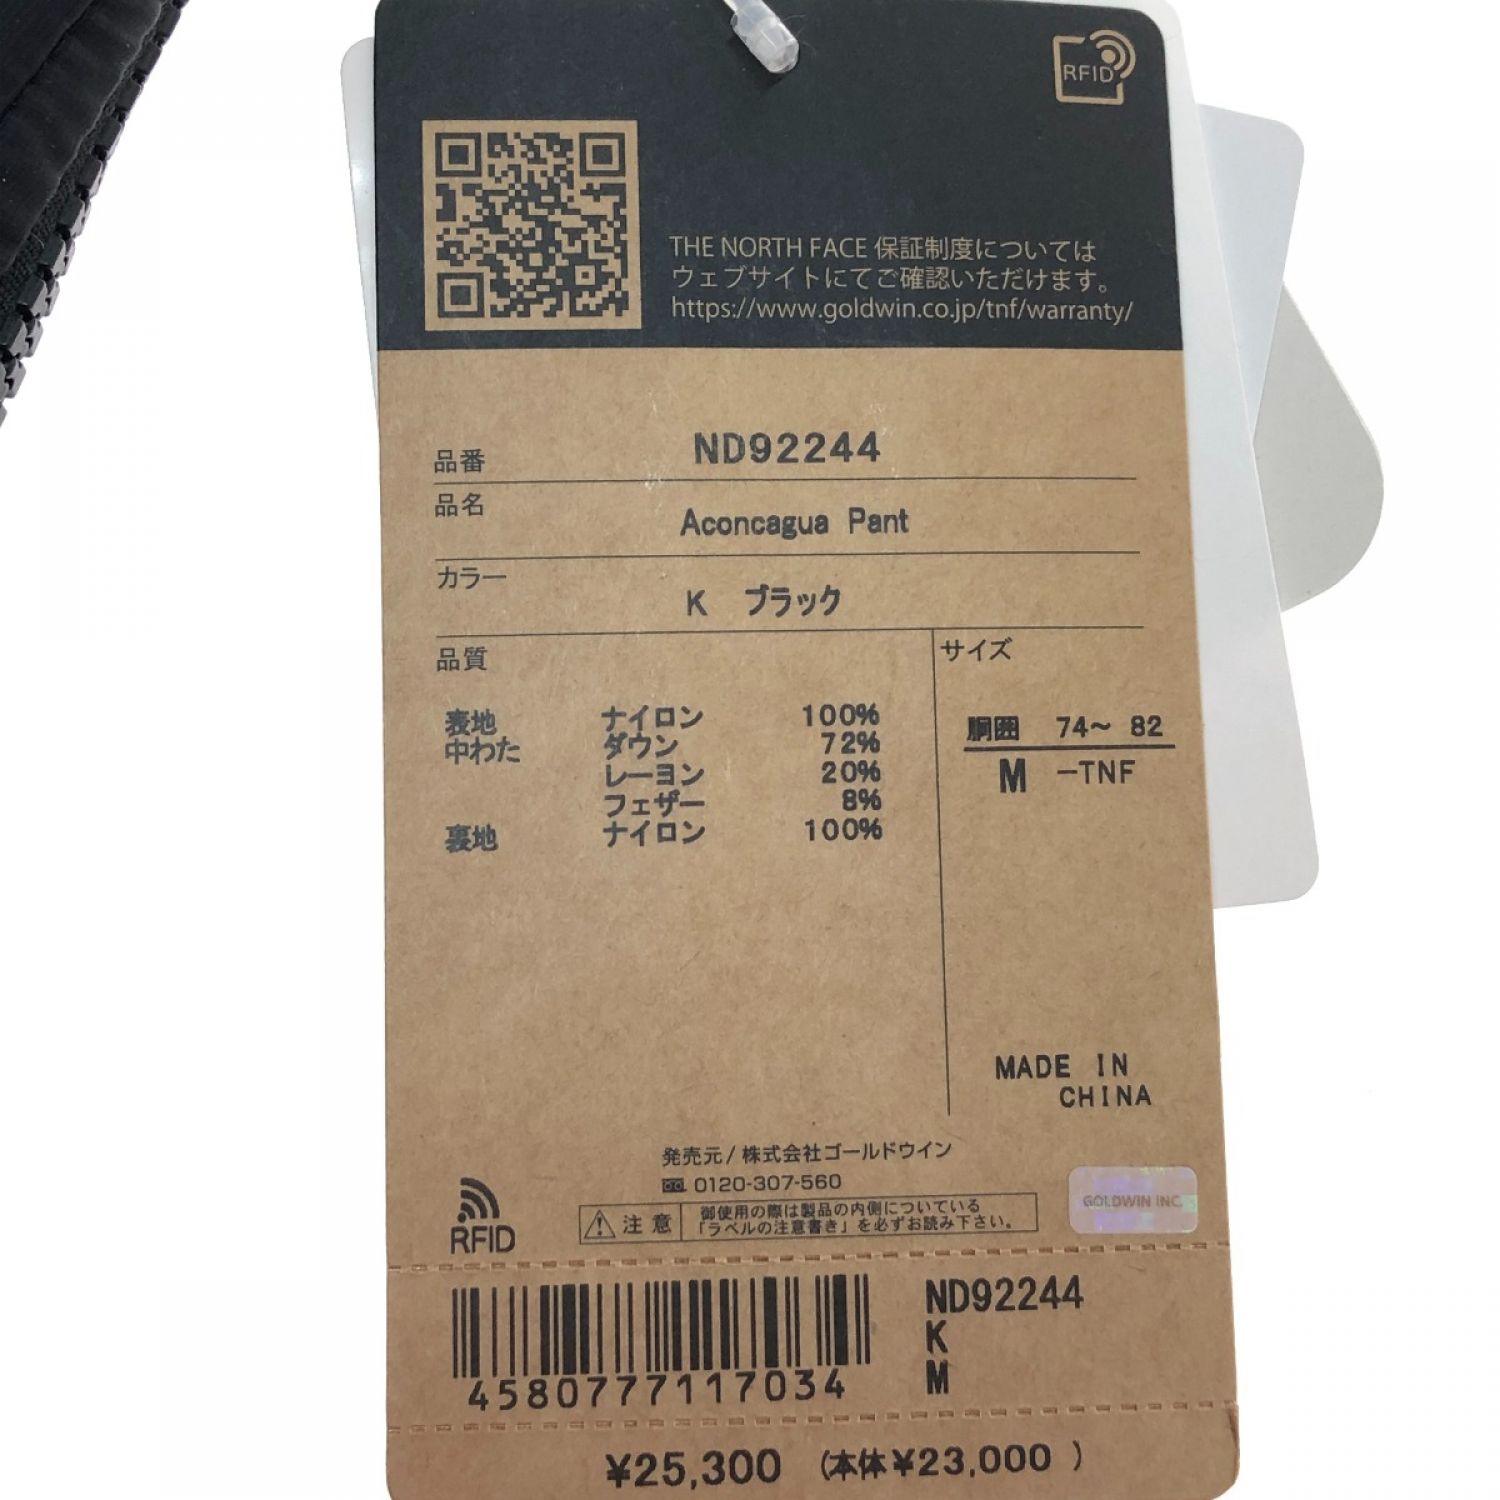 RFID
THE NORTH FACE 保証制度については
ウェブサイトにてご確認いただけます。
https://www.goldwin.co.jp/tnf/warranty/
品番 ND92244
品名 Aconcagua Pant
カラー K ブラック
品質
表地 ナイロン 100%
中わた ダウン 72%
レーヨン 20%
フェザー 8%
裏地 ナイロン 100%
サイズ
胴囲 74～ 82
M -TNF
MADE IN
CHINA
発売元/株式会社ゴールドウイン
0120-307-560
RFID
注意
御使用の際は製品の内側についている
「ラベルの注意書き」を必ずお読み下さい。
GOLDWIN INC.
4580777117034
ND92244
K
M
¥25,300 (本体¥23,000 )